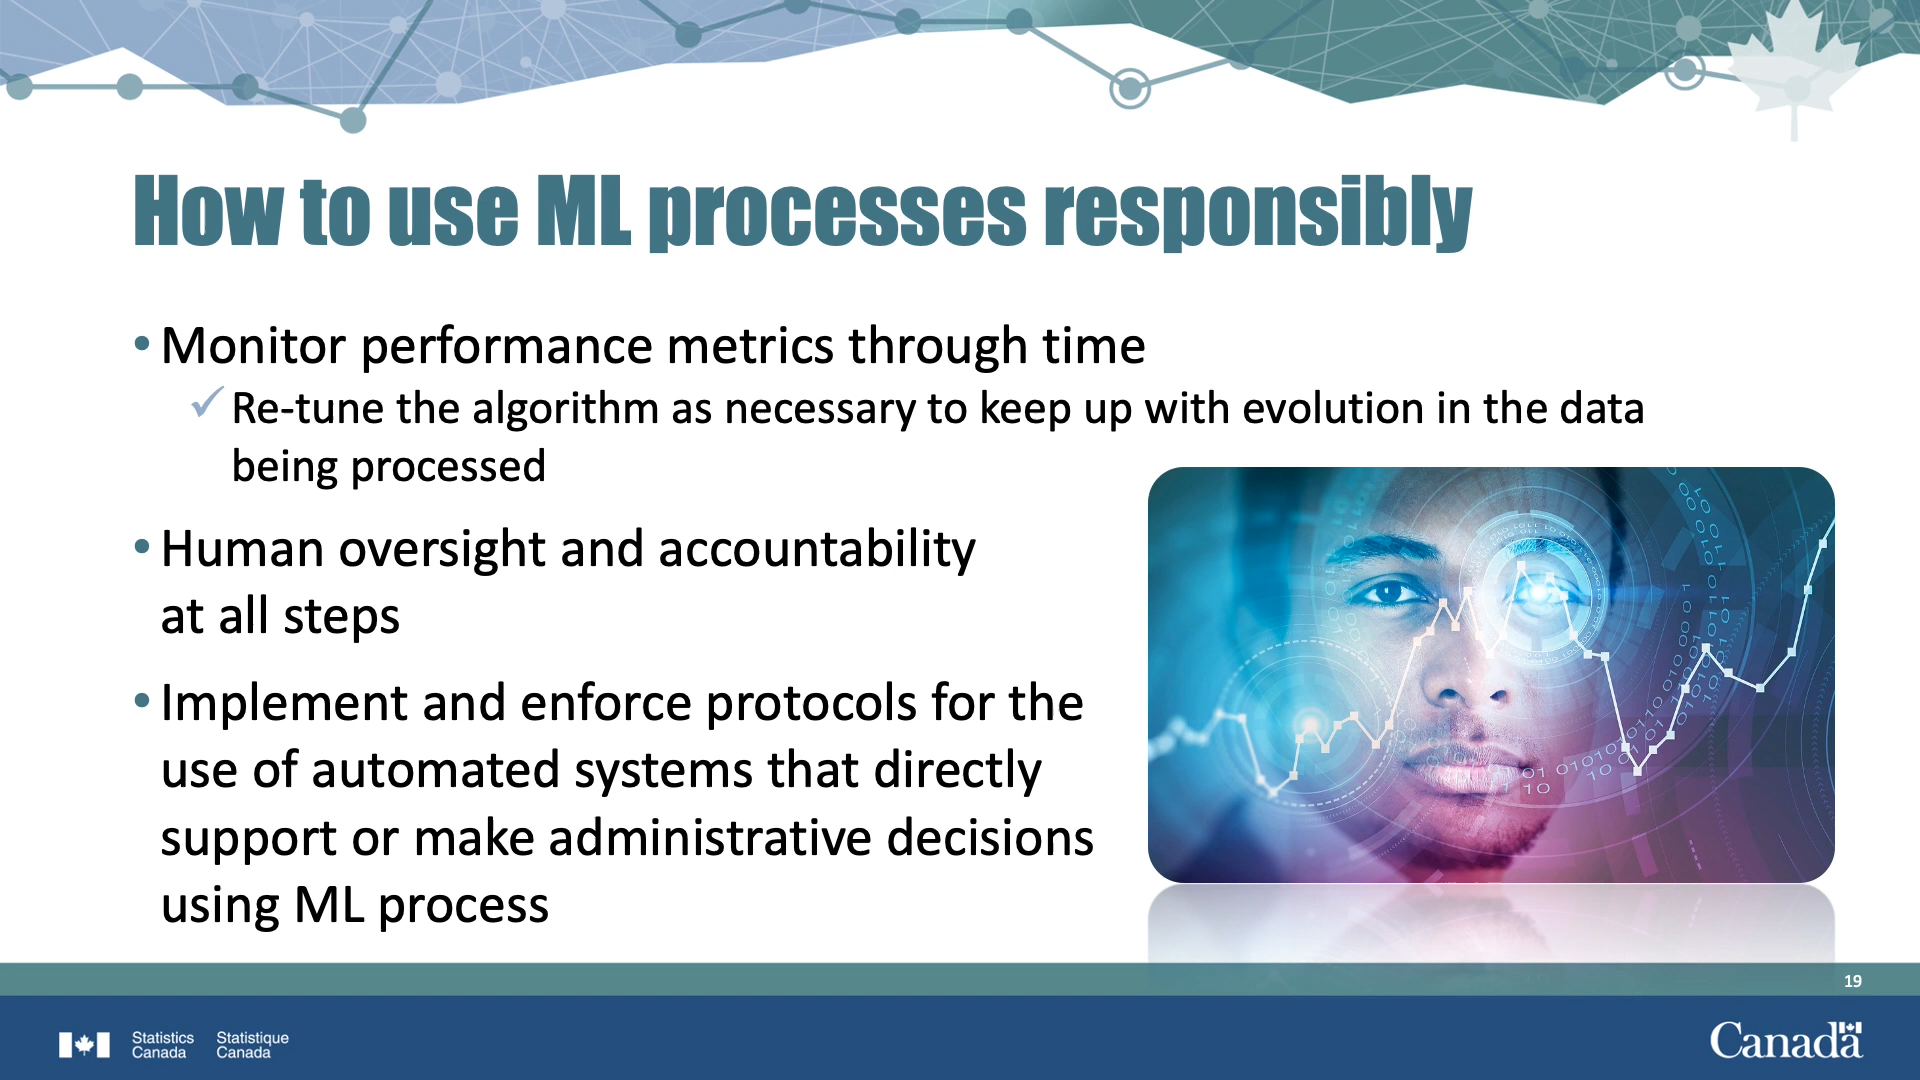 How to use ML processes responsibly
• Monitor performance metrics through time
✓ Re-tune the algorithm as necessary to keep up with evolution in the data
being processed
• Human oversight and accountability
at all steps
• Implement and enforce protocols for the
use of automated systems that directly
support or make administrative decisions
using ML process
19
Statistics Canada
Statistique Canada
Canada